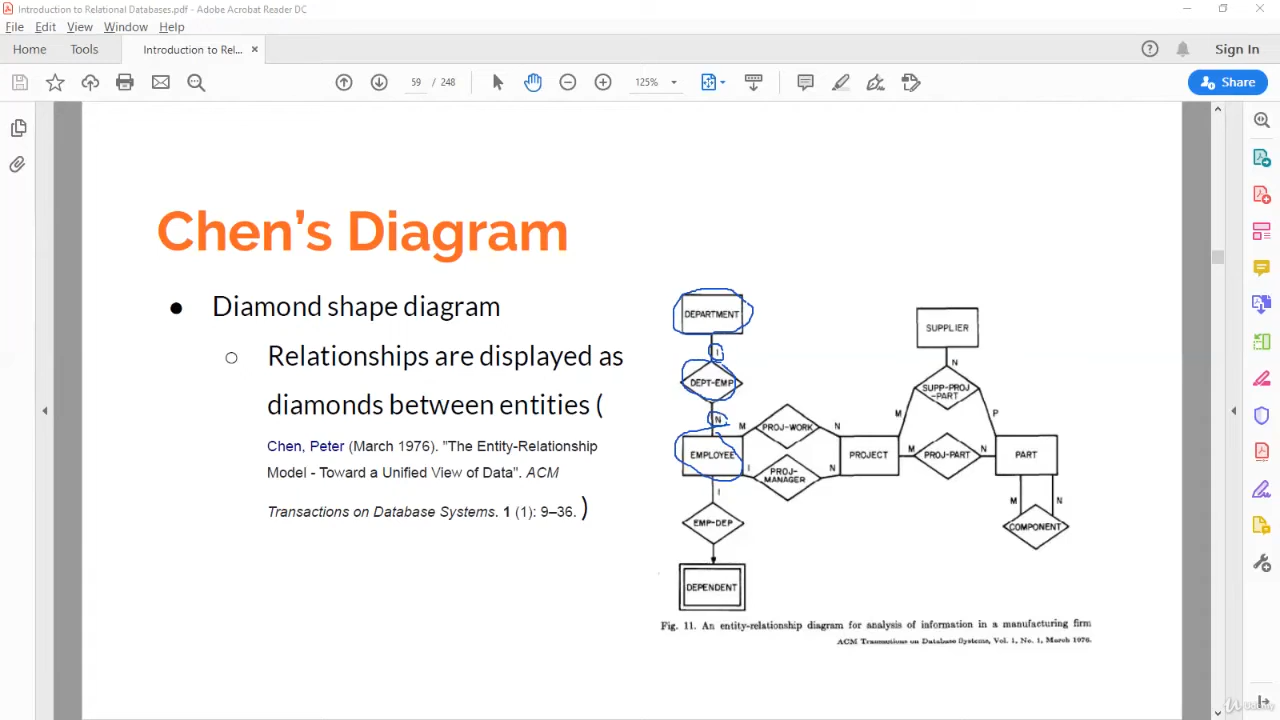 Introduction to Relational Databases.pdf - Adobe Acrobat Reader DC
File Edit View Window Help
Home Tools Introduction to Rel... × Sign In
59 / 248 125% Share
Chen's Diagram
● Diamond shape diagram
○ Relationships are displayed as
diamonds between entities (
Chen, Peter (March 1976). "The Entity-Relationship
Model - Toward a Unified View of Data". ACM
Transactions on Database Systems. 1 (1): 9–36. )
DEPARTMENT
1
DEPT-EMP
N
EMPLOYEE
M PROJ-WORK N
1 PROJ-
MANAGER N
PROJECT
SUPPLIER
N
SUPP-PROJ
-PART
M P
M PROJ-PART N
PART
M N
COMPONENT
1
EMP-DEP
DEPENDENT
Fig. 11. An entity-relationship diagram for analysis of information in a manufacturing firm
ACM Transactions on Database Systems, Vol. 1, No. 1, March 1976.
Udemy